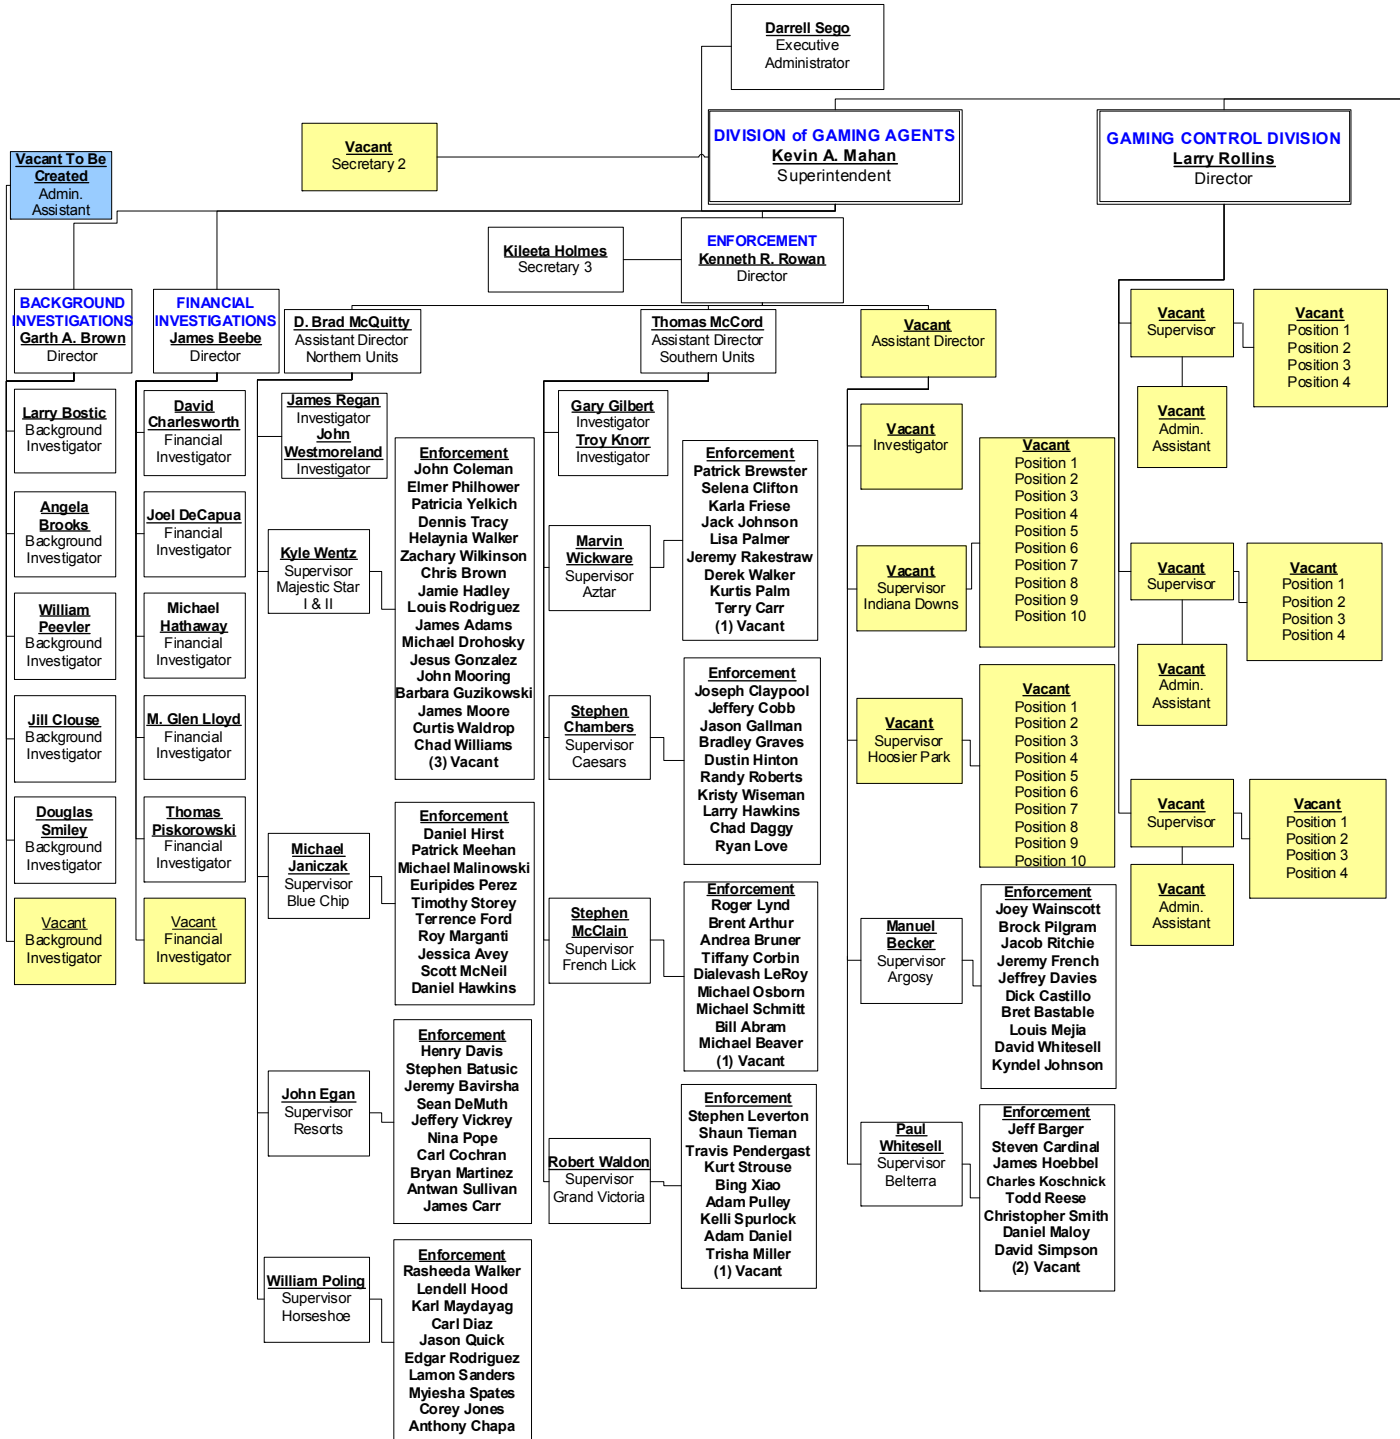 Darrell Sego
Executive
Administrator
DIVISION of GAMING AGENTS
Kevin A. Mahan
Superintendent
GAMING CONTROL DIVISION
Larry Rollins
Director
Vacant
Secretary 2
Vacant To Be
Created
Admin.
Assistant
Kileeta Holmes
Secretary 3
ENFORCEMENT
Kenneth R. Rowan
Director
BACKGROUND
INVESTIGATIONS
Garth A. Brown
Director
FINANCIAL
INVESTIGATIONS
James Beebe
Director
D. Brad McQuitty
Assistant Director
Northern Units
Thomas McCord
Assistant Director
Southern Units
Vacant
Assistant Director
Larry Bostic
Background
Investigator
Angela
Brooks
Background
Investigator
William
Peevler
Background
Investigator
Jill Clouse
Background
Investigator
Douglas
Smiley
Background
Investigator
Vacant
Background
Investigator
David
Charlesworth
Financial
Investigator
Joel DeCapua
Financial
Investigator
Michael
Hathaway
Financial
Investigator
M. Glen Lloyd
Financial
Investigator
Thomas
Piskorowski
Financial
Investigator
Vacant
Financial
Investigator
James Regan
Investigator
John
Westmoreland
Investigator
Kyle Wentz
Supervisor
Majestic Star
I & II
Enforcement
John Coleman
Elmer Philhower
Patricia Yelkich
Dennis Tracy
Helaynia Walker
Zachary Wilkinson
Chris Brown
Jamie Hadley
Louis Rodriguez
James Adams
Michael Drohosky
Jesus Gonzalez
John Mooring
Barbara Guzikowski
James Moore
Curtis Waldrop
Chad Williams
(3) Vacant
Michael
Janiczak
Supervisor
Blue Chip
Enforcement
Daniel Hirst
Patrick Meehan
Michael Malinowski
Euripides Perez
Timothy Storey
Terrence Ford
Roy Marganti
Jessica Avey
Scott McNeil
Daniel Hawkins
John Egan
Supervisor
Resorts
Enforcement
Henry Davis
Stephen Batusic
Jeremy Bavirsha
Sean DeMuth
Jeffery Vickrey
Nina Pope
Carl Cochran
Bryan Martinez
Antwan Sullivan
James Carr
William Poling
Supervisor
Horseshoe
Enforcement
Rasheeda Walker
Lendell Hood
Karl Maydayag
Carl Diaz
Jason Quick
Edgar Rodriguez
Lamon Sanders
Myiesha Spates
Corey Jones
Anthony Chapa
Gary Gilbert
Investigator
Troy Knorr
Investigator
Marvin
Wickware
Supervisor
Aztar
Enforcement
Patrick Brewster
Selena Clifton
Karla Friese
Jack Johnson
Lisa Palmer
Jeremy Rakestraw
Derek Walker
Kurtis Palm
Terry Carr
(1) Vacant
Stephen
Chambers
Supervisor
Caesars
Enforcement
Joseph Claypool
Jeffery Cobb
Jason Gallman
Bradley Graves
Dustin Hinton
Randy Roberts
Kristy Wiseman
Larry Hawkins
Chad Daggy
Ryan Love
Stephen
McClain
Supervisor
French Lick
Enforcement
Roger Lynd
Brent Arthur
Andrea Bruner
Tiffany Corbin
Dialevash LeRoy
Michael Osborn
Michael Schmitt
Bill Abram
Michael Beaver
(1) Vacant
Robert Waldon
Supervisor
Grand Victoria
Enforcement
Stephen Leverton
Shaun Tieman
Travis Pendergast
Kurt Strouse
Bing Xiao
Adam Pulley
Kelli Spurlock
Adam Daniel
Trisha Miller
(1) Vacant
Vacant
Investigator
Vacant
Supervisor
Indiana Downs
Vacant
Position 1
Position 2
Position 3
Position 4
Position 5
Position 6
Position 7
Position 8
Position 9
Position 10
Vacant
Supervisor
Hoosier Park
Vacant
Position 1
Position 2
Position 3
Position 4
Position 5
Position 6
Position 7
Position 8
Position 9
Position 10
Manuel
Becker
Supervisor
Argosy
Enforcement
Joey Wainscott
Brock Pilgram
Jacob Ritchie
Jeremy French
Jeffrey Davies
Dick Castillo
Bret Bastable
Louis Mejia
David Whitesell
Kyndel Johnson
Paul
Whitesell
Supervisor
Belterra
Enforcement
Jeff Barger
Steven Cardinal
James Hoebbel
Charles Koschnick
Todd Reese
Christopher Smith
Daniel Maloy
David Simpson
(2) Vacant
Vacant
Supervisor
Vacant
Position 1
Position 2
Position 3
Position 4
Vacant
Admin.
Assistant
Vacant
Supervisor
Vacant
Position 1
Position 2
Position 3
Position 4
Vacant
Admin.
Assistant
Vacant
Supervisor
Vacant
Position 1
Position 2
Position 3
Position 4
Vacant
Admin.
Assistant